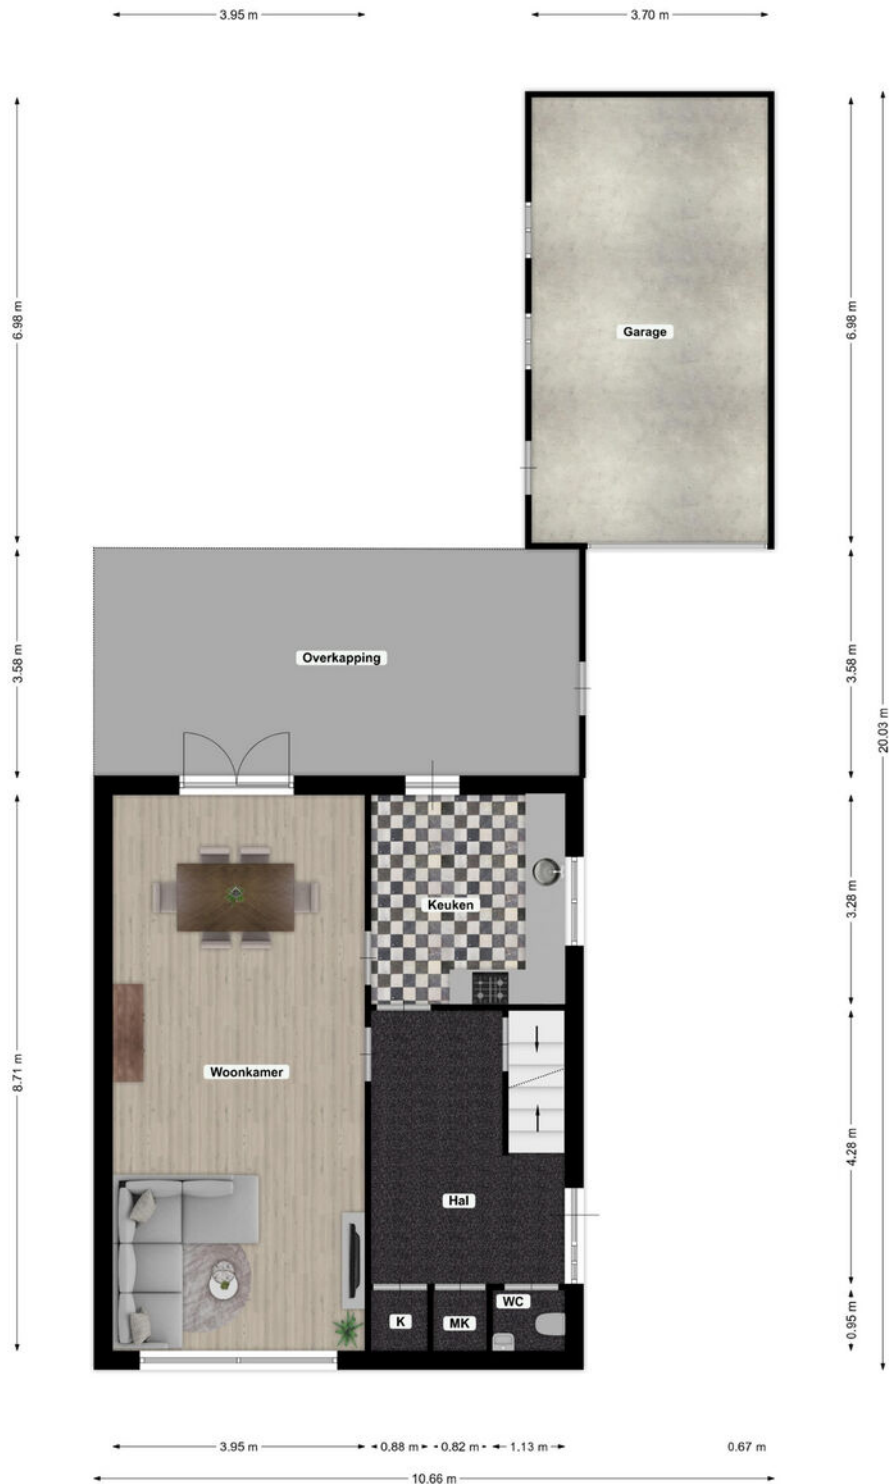 3.95 m
3.70 m
6.98 m
6.98 m
Garage
3.58 m
Overkapping
3.58 m
20.03 m
Keuken
3.28 m
8.71 m
Woonkamer
4.28 m
Hal
K
MK
WC
0.95 m
3.95 m
0.88 m
0.82 m
1.13 m
0.67 m
10.66 m